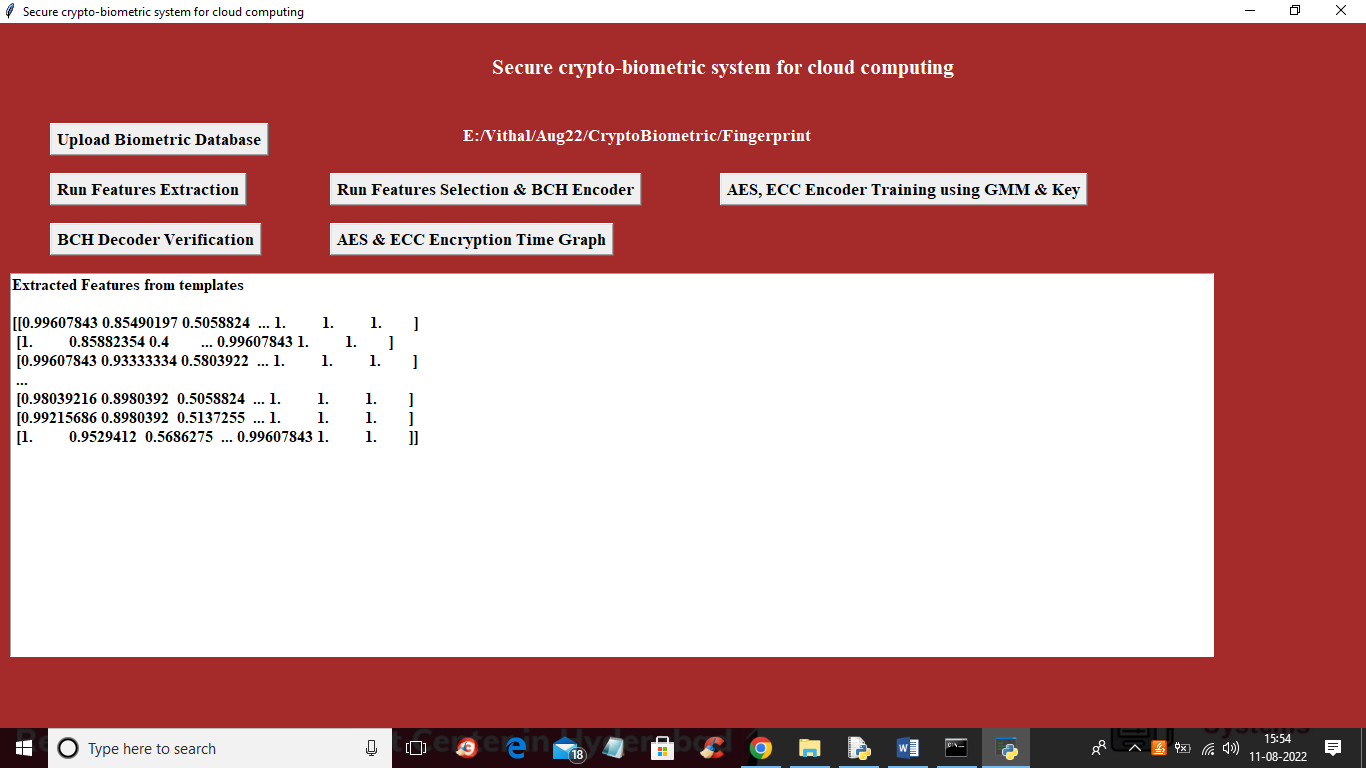 Secure crypto-biometric system for cloud computing
Secure crypto-biometric system for cloud computing
Upload Biometric Database
E:/Vithal/Aug22/CryptoBiometric/Fingerprint
Run Features Extraction
Run Features Selection & BCH Encoder
AES, ECC Encoder Training using GMM & Key
BCH Decoder Verification
AES & ECC Encryption Time Graph
Extracted Features from templates
[[0.99607843 0.85490197 0.5058824 ... 1. 1. 1. ]
[1. 0.85882354 0.4 ... 0.99607843 1. 1. ]
[0.99607843 0.93333334 0.5803922 ... 1. 1. 1. ]
...
[0.98039216 0.8980392 0.5058824 ... 1. 1. 1. ]
[0.99215686 0.8980392 0.5137255 ... 1. 1. 1. ]
[1. 0.9529412 0.5686275 ... 0.99607843 1. 1. ]]
Type here to search
18
15:54
11-08-2022
Systems